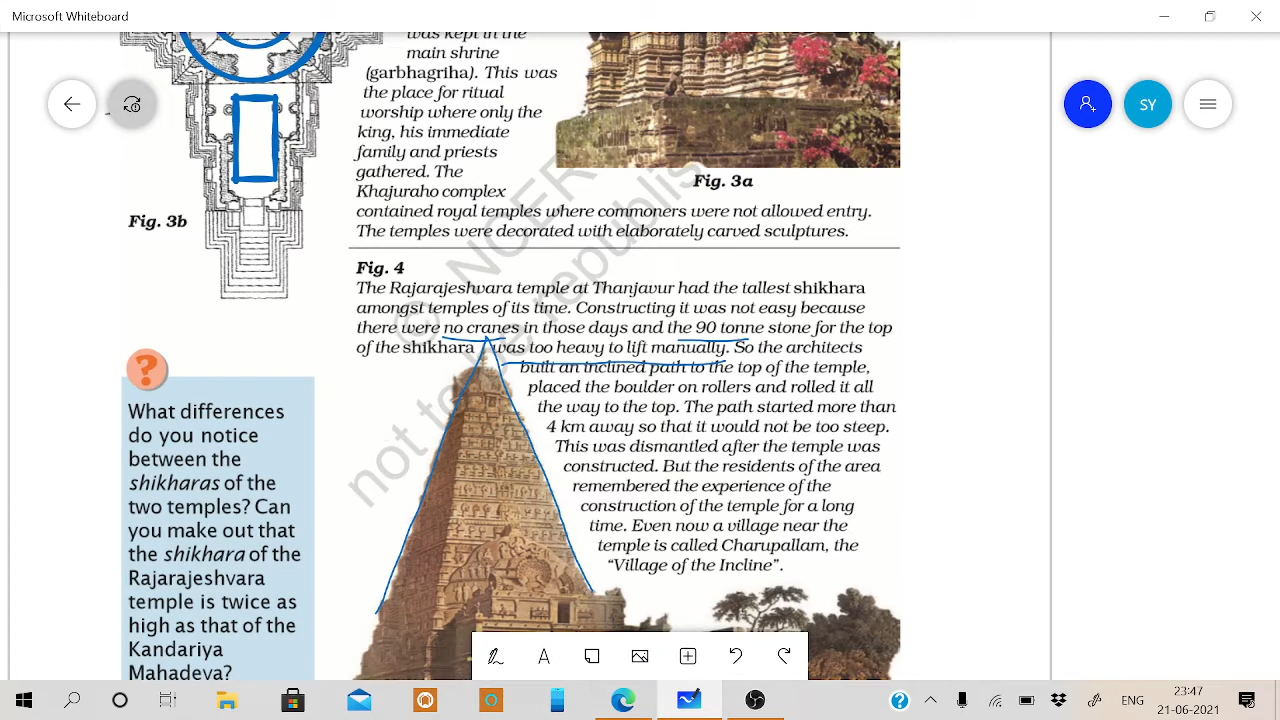 Microsoft Whiteboard
was kept in the
main shrine
(garbhagriha). This was
the place for ritual
worship where only the
king, his immediate
family and priests
gathered. The
Khajuraho complex
contained royal temples where commoners were not allowed entry.
The temples were decorated with elaborately carved sculptures.
Fig. 3a
Fig. 3b
SY
Fig. 4
The Rajarajeshvara temple at Thanjavur had the tallest shikhara
amongst temples of its time. Constructing it was not easy because
there were no cranes in those days and the 90 tonne stone for the top
of the shikhara was too heavy to lift manually. So the architects
built an inclined path to the top of the temple,
placed the boulder on rollers and rolled it all
the way to the top. The path started more than
4 km away so that it would not be too steep.
This was dismantled after the temple was
constructed. But the residents of the area
remembered the experience of the
construction of the temple for a long
time. Even now a village near the
temple is called Charupallam, the
“Village of the Incline”.
?
What differences
do you notice
between the
shikharas of the
two temples? Can
you make out that
the shikhara of the
Rajarajeshvara
temple is twice as
high as that of the
Kandariya
Mahadeva?
© NCER
not to be republis
A
ENG
23:01
21-06-2021